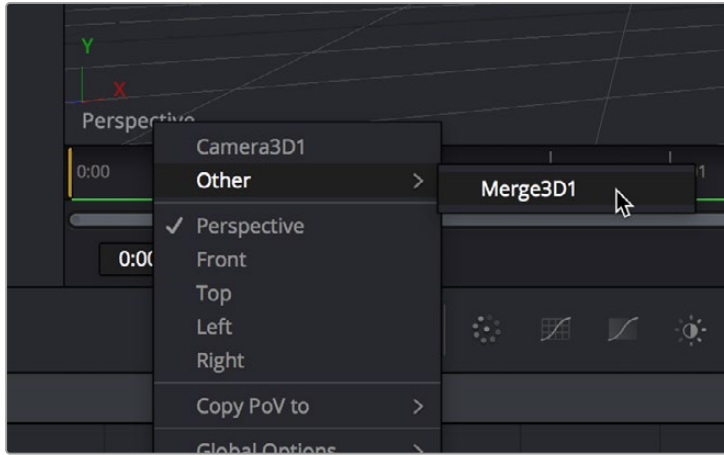 Y
X
Perspective
Camera3D1
0:00
Other >
Merge3D1
✓ Perspective
0:00
Front
Top
Left
Right
Copy PoV to >
Global Options >